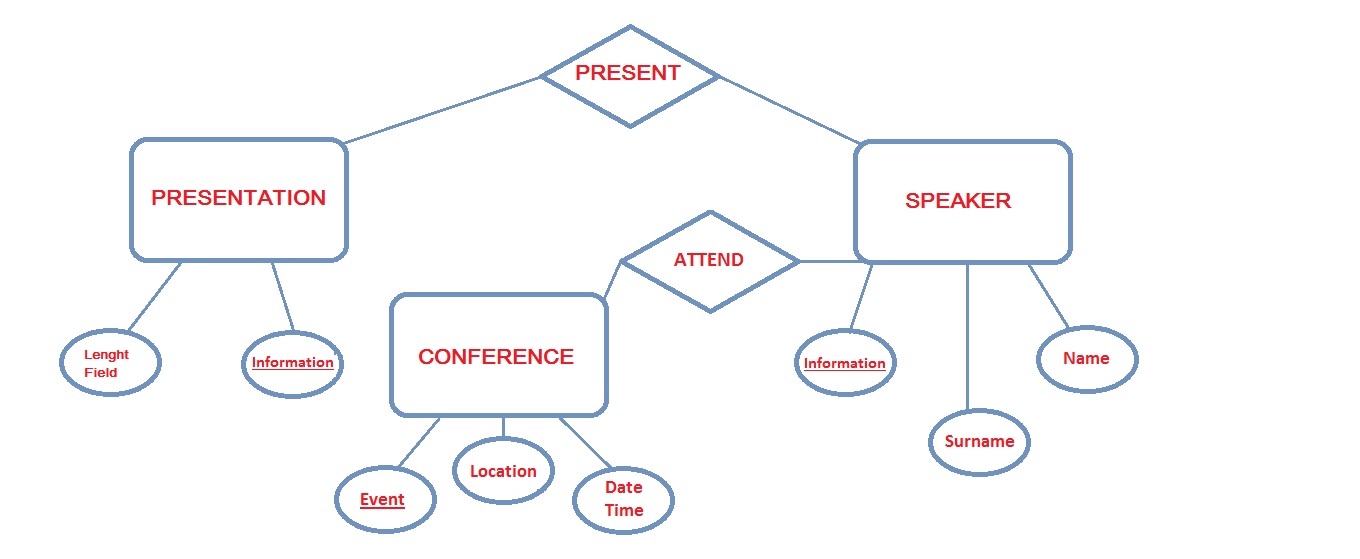 PRESENT
PRESENTATION
SPEAKER
ATTEND
Lenght
Field
Information
CONFERENCE
Information
Name
Surname
Event
Location
Date
Time